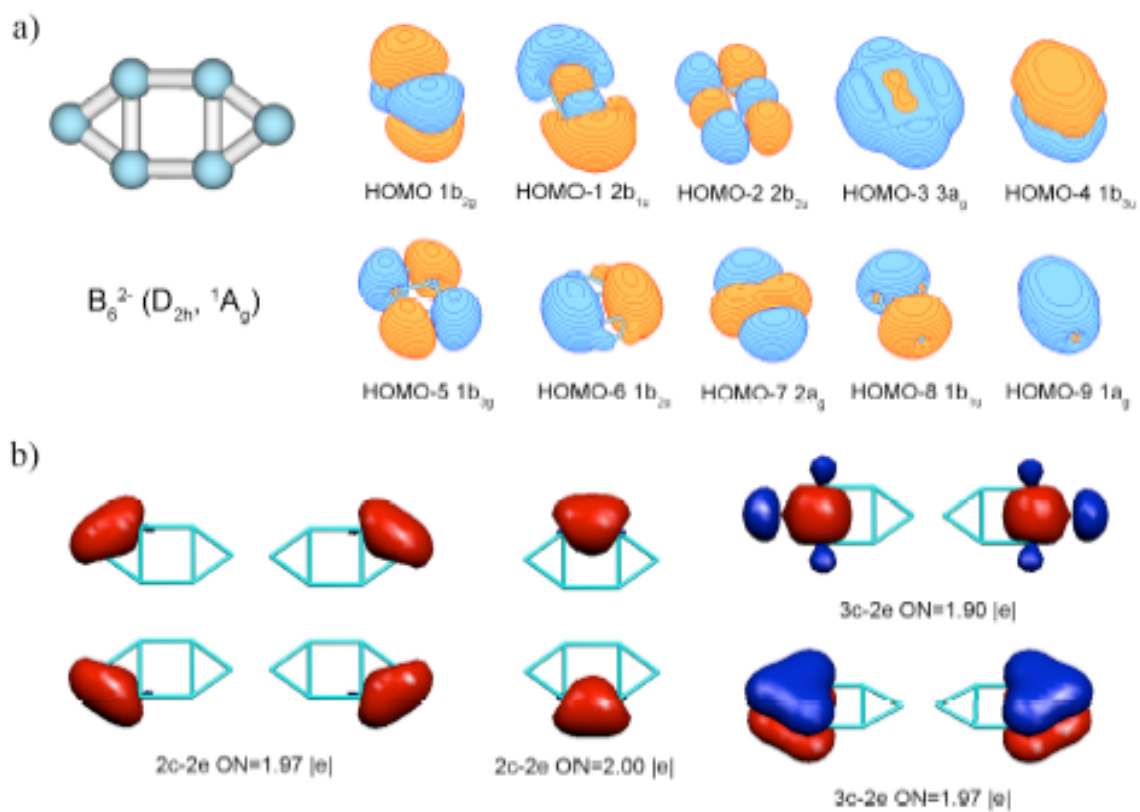 a)
HOMO 1b2g
HOMO-1 2b1u
HOMO-2 2b2u
HOMO-3 3ag
HOMO-4 1b3u
B6 2- (D2h, 1Ag)
HOMO-5 1b3g
HOMO-6 1b2u
HOMO-7 2ag
HOMO-8 1b1u
HOMO-9 1ag
b)
3c-2e ON=1.90 |e|
2c-2e ON=1.97 |e|
2c-2e ON=2.00 |e|
3c-2e ON=1.97 |e|